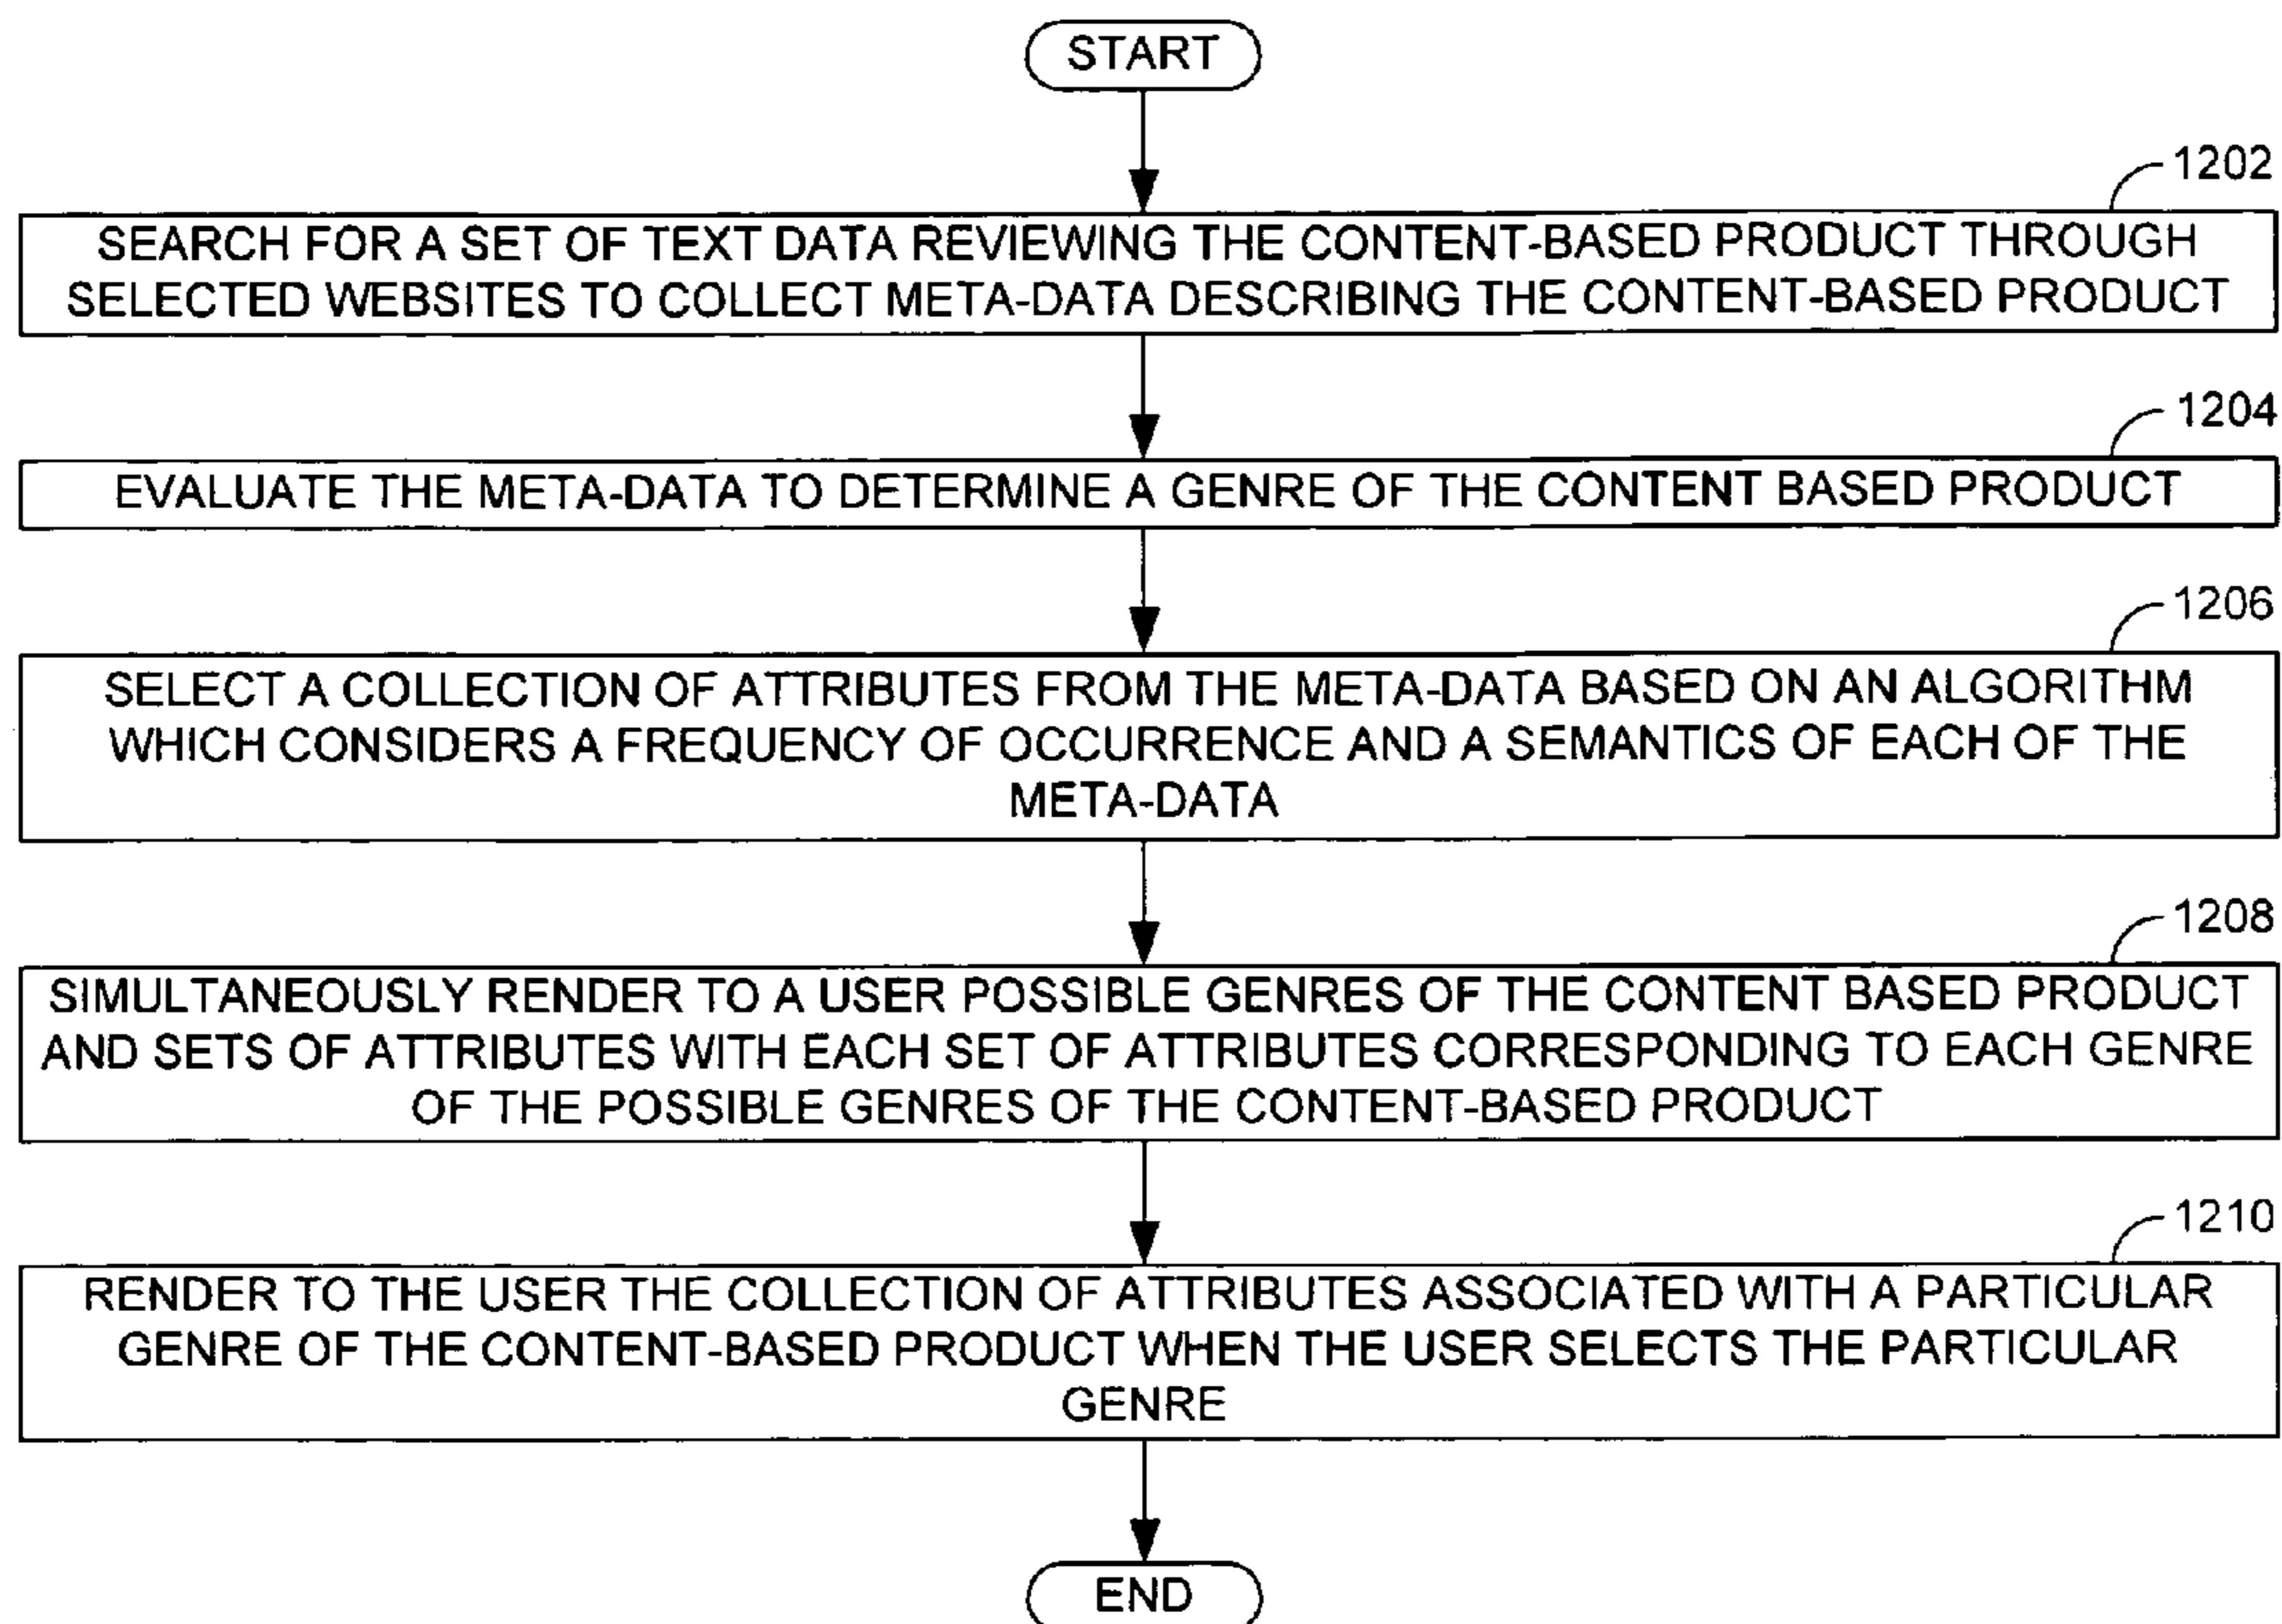 START
1202
SEARCH FOR A SET OF TEXT DATA REVIEWING THE CONTENT-BASED PRODUCT THROUGH
SELECTED WEBSITES TO COLLECT META-DATA DESCRIBING THE CONTENT-BASED PRODUCT
1204
EVALUATE THE META-DATA TO DETERMINE A GENRE OF THE CONTENT BASED PRODUCT
1206
SELECT A COLLECTION OF ATTRIBUTES FROM THE META-DATA BASED ON AN ALGORITHM
WHICH CONSIDERS A FREQUENCY OF OCCURRENCE AND A SEMANTICS OF EACH OF THE
META-DATA
1208
SIMULTANEOUSLY RENDER TO A USER POSSIBLE GENRES OF THE CONTENT BASED PRODUCT
AND SETS OF ATTRIBUTES WITH EACH SET OF ATTRIBUTES CORRESPONDING TO EACH GENRE
OF THE POSSIBLE GENRES OF THE CONTENT-BASED PRODUCT
1210
RENDER TO THE USER THE COLLECTION OF ATTRIBUTES ASSOCIATED WITH A PARTICULAR
GENRE OF THE CONTENT-BASED PRODUCT WHEN THE USER SELECTS THE PARTICULAR
GENRE
END